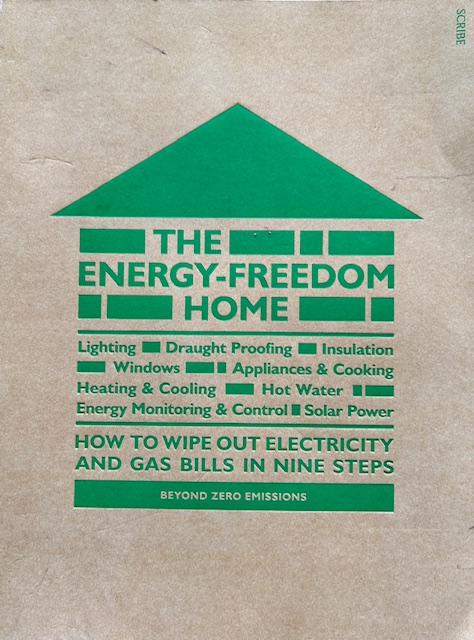 SCRIBE
THE
ENERGY-FREEDOM
HOME
Lighting Draught Proofing Insulation
Windows Appliances & Cooking
Heating & Cooling Hot Water
Energy Monitoring & Control Solar Power
HOW TO WIPE OUT ELECTRICITY
AND GAS BILLS IN NINE STEPS
BEYOND ZERO EMISSIONS